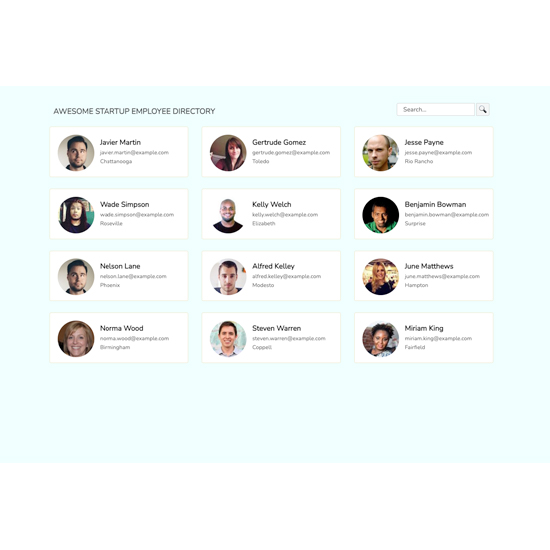 AWESOME STARTUP EMPLOYEE DIRECTORY
Search...
Javier Martin
javier.martin@example.com
Chattanooga
Gertrude Gomez
gertrude.gomez@example.com
Toledo
Jesse Payne
jesse.payne@example.com
Rio Rancho
Wade Simpson
wade.simpson@example.com
Roseville
Kelly Welch
kelly.welch@example.com
Elizabeth
Benjamin Bowman
benjamin.bowman@example.com
Surprise
Nelson Lane
nelson.lane@example.com
Phoenix
Alfred Kelley
alfred.kelley@example.com
Modesto
June Matthews
june.matthews@example.com
Hampton
Norma Wood
norma.wood@example.com
Birmingham
Steven Warren
steven.warren@example.com
Coppell
Miriam King
miriam.king@example.com
Fairfield